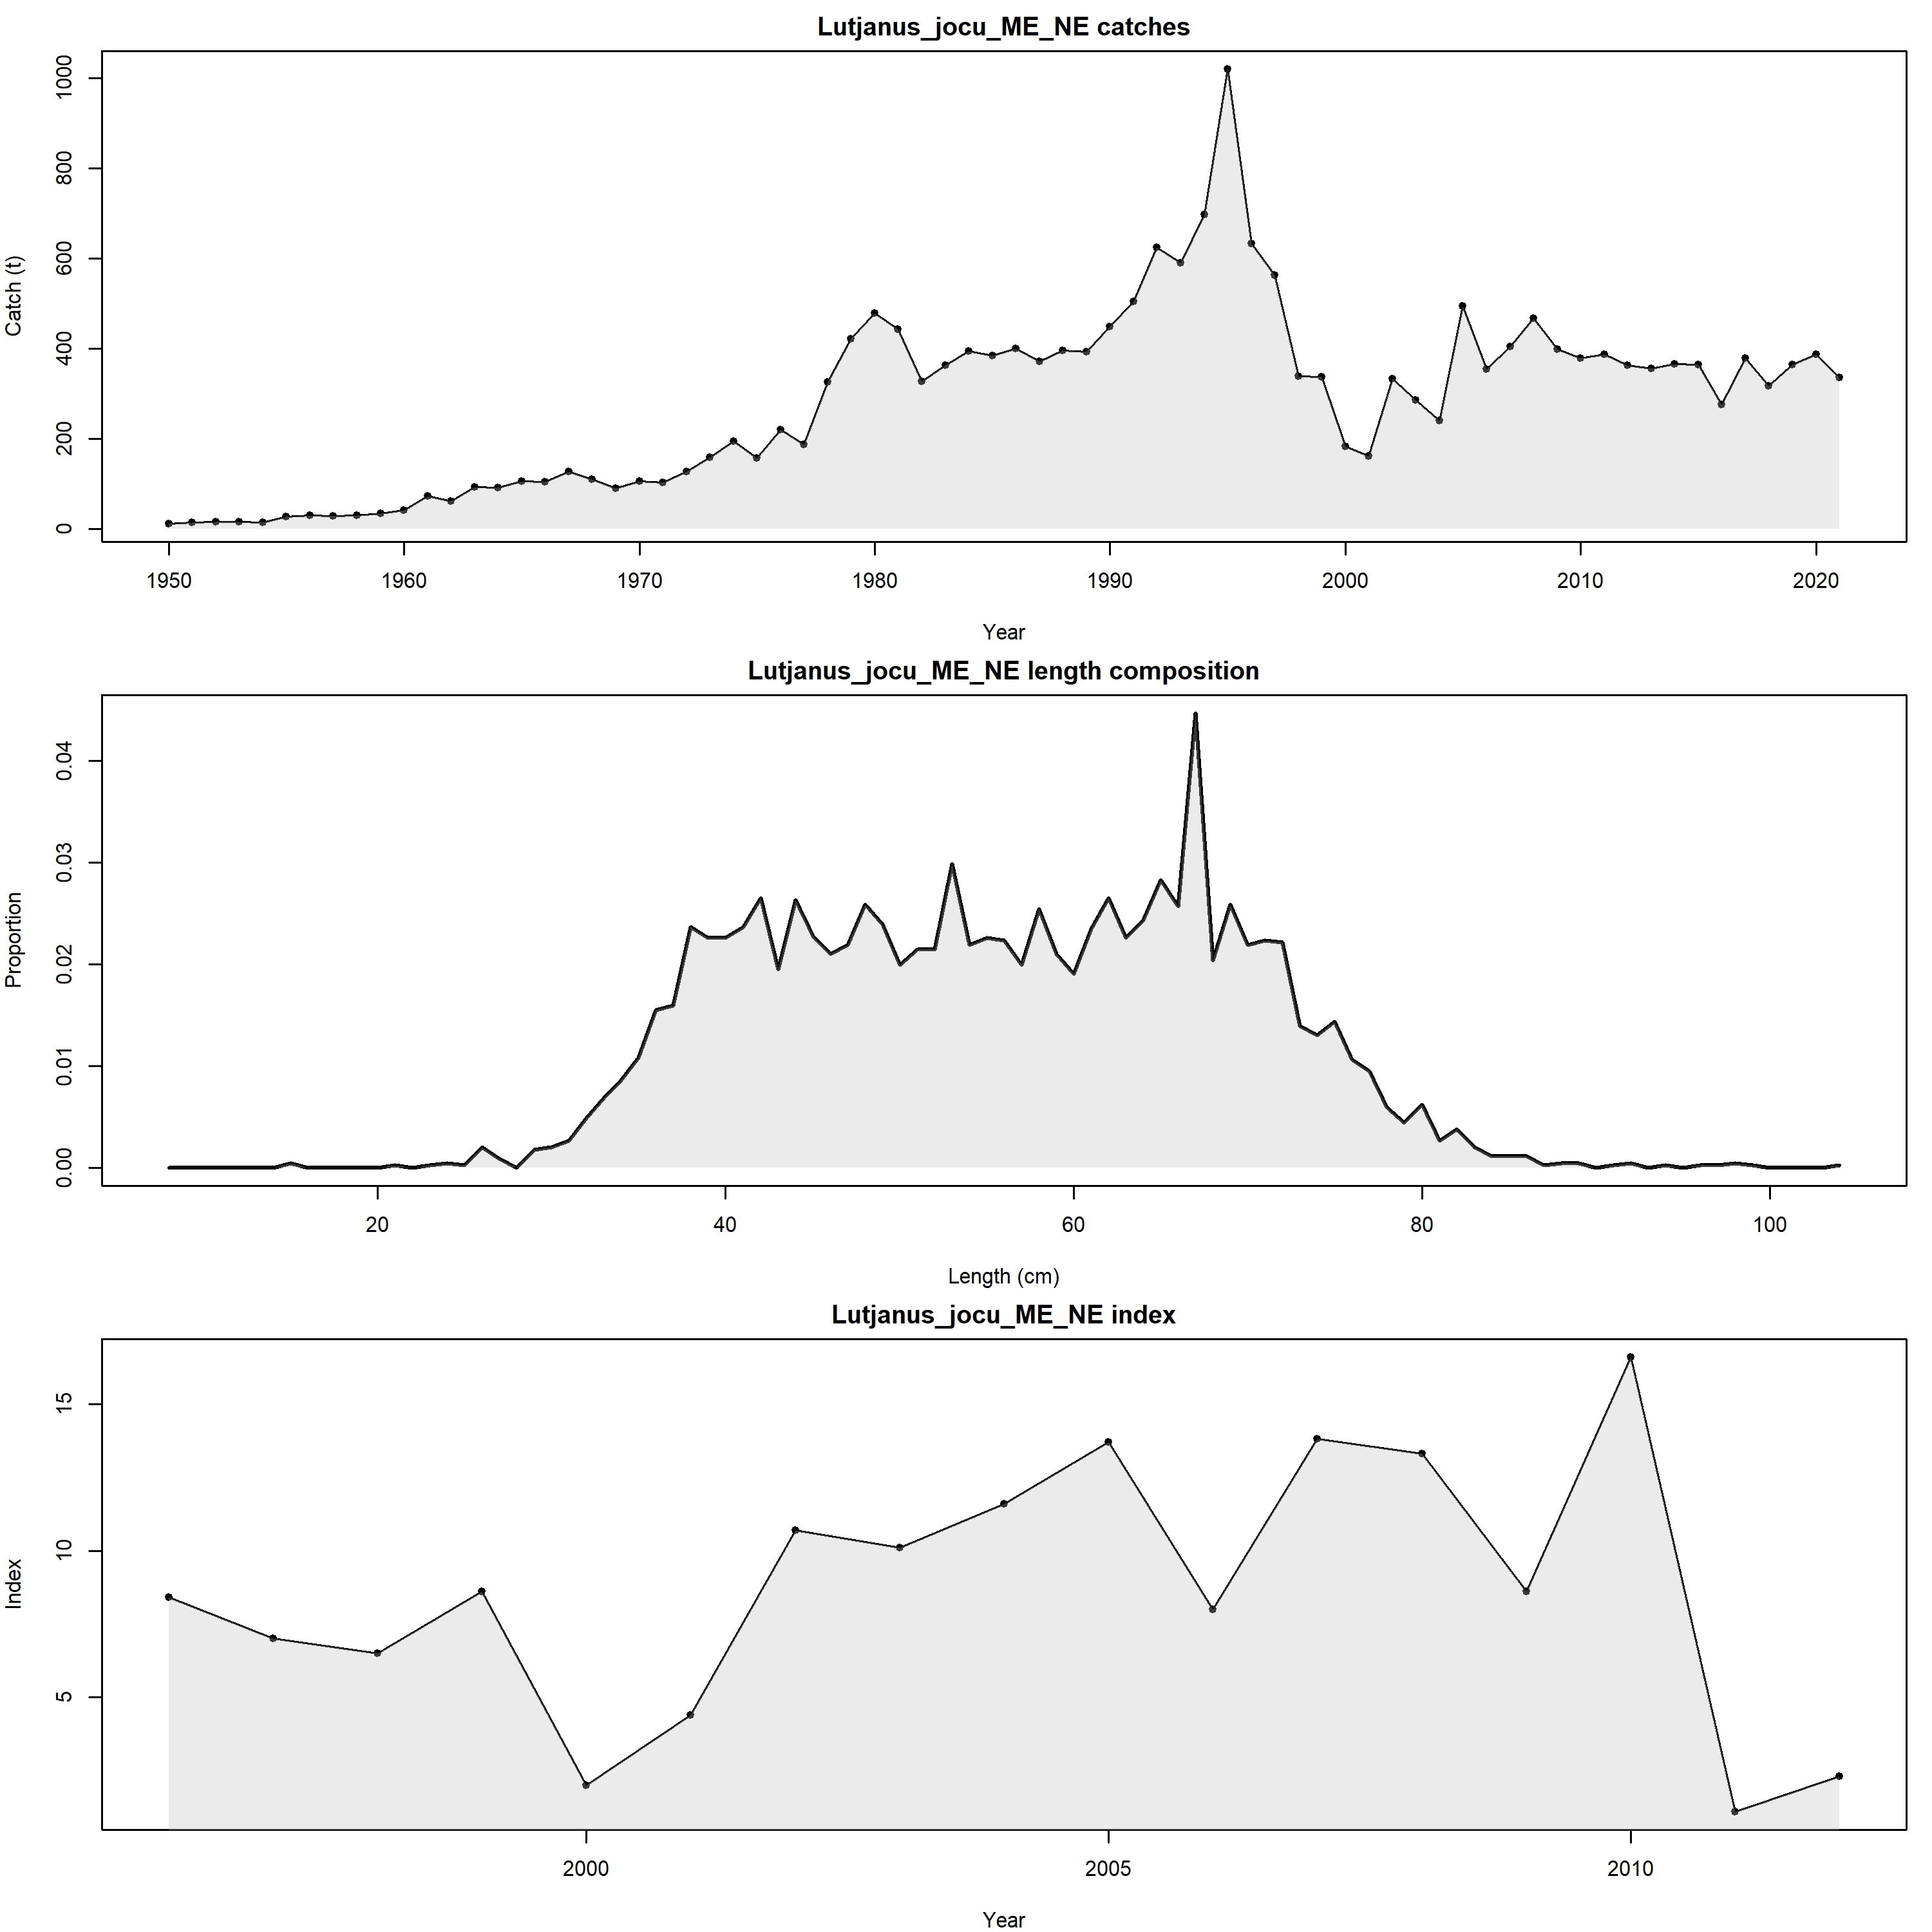 Lutjanus_jocu_ME_NE catches
Catch (t)
1000
800
600
400
200
0
1950 1960 1970 1980 1990 2000 2010 2020
Year
Lutjanus_jocu_ME_NE length composition
Proportion
0.04
0.03
0.02
0.01
0.00
20 40 60 80 100
Length (cm)
Lutjanus_jocu_ME_NE index
Index
15
10
5
2000 2005 2010
Year